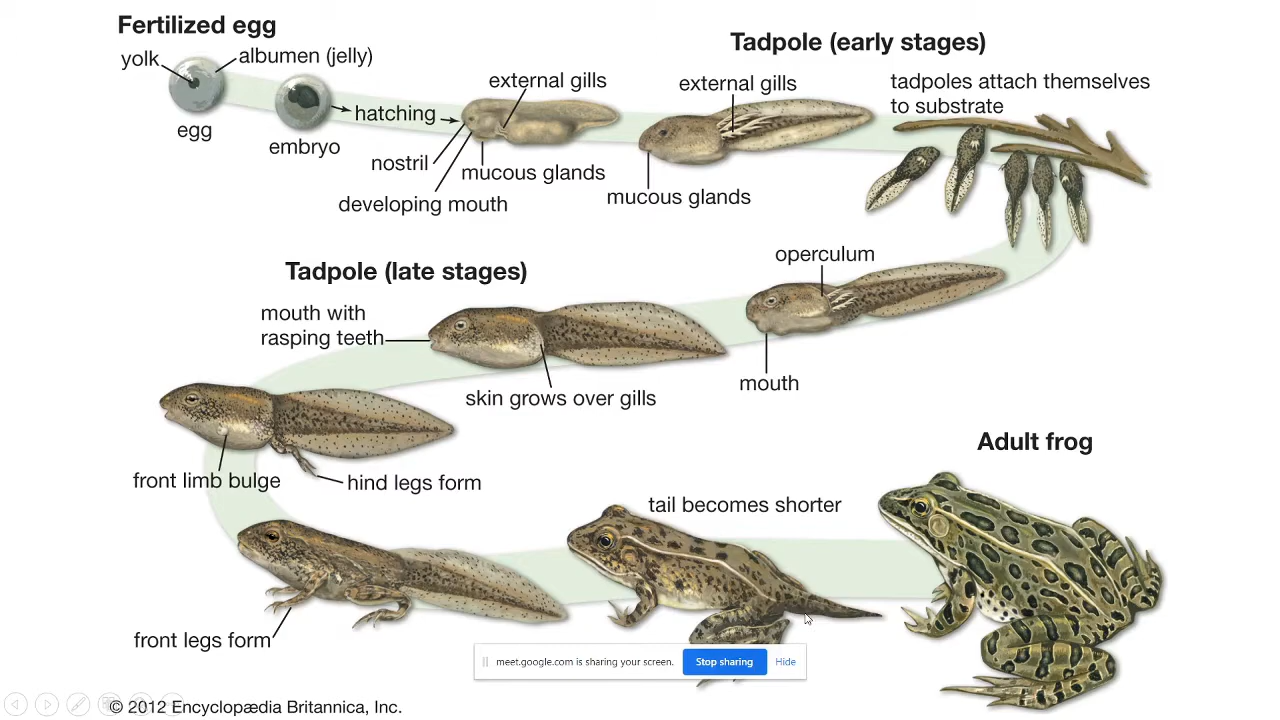 Fertilized egg
yolk
albumen (jelly)
egg
embryo
hatching
external gills
nostril
mucous glands
developing mouth
Tadpole (early stages)
external gills
mucous glands
tadpoles attach themselves
to substrate
operculum
mouth
Tadpole (late stages)
mouth with
rasping teeth
skin grows over gills
front limb bulge
hind legs form
front legs form
tail becomes shorter
Adult frog
meet.google.com is sharing your screen.
Stop sharing
Hide
© 2012 Encyclopædia Britannica, Inc.